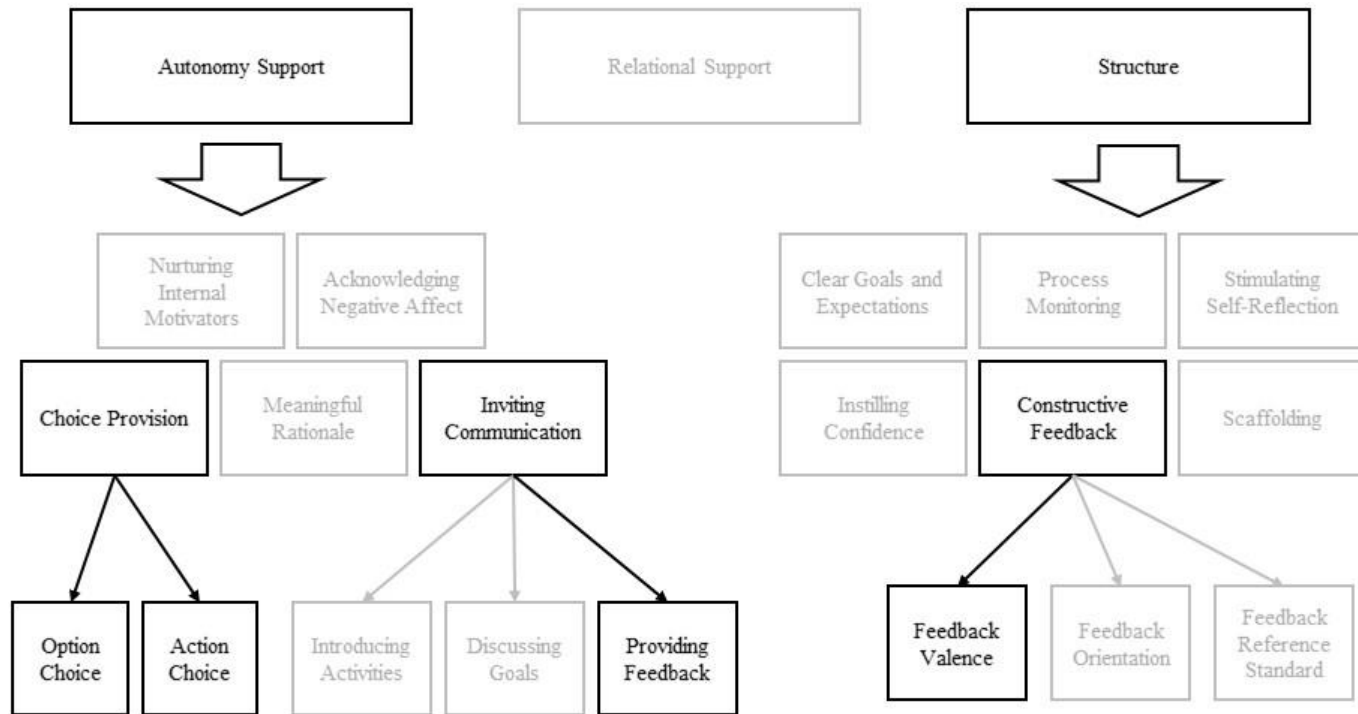 Autonomy Support
Relational Support
Structure
Nurturing
Internal
Motivators
Acknowledging
Negative Affect
Clear Goals and
Expectations
Process
Monitoring
Stimulating
Self-Reflection
Choice Provision
Meaningful
Rationale
Inviting
Communication
Instilling
Confidence
Constructive
Feedback
Scaffolding
Option
Choice
Action
Choice
Introducing
Activities
Discussing
Goals
Providing
Feedback
Feedback
Valence
Feedback
Orientation
Feedback
Reference
Standard